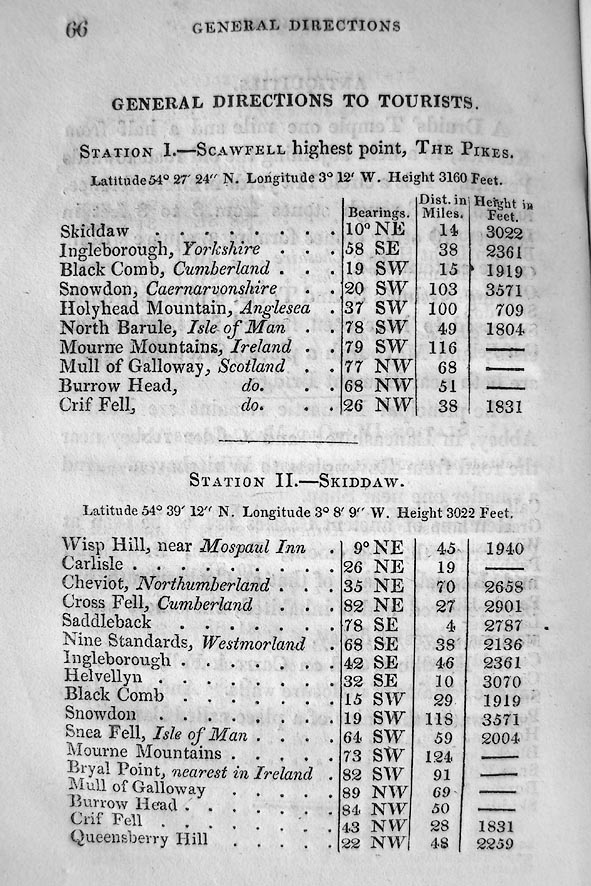 66 GENERAL DIRECTIONS
GENERAL DIRECTIONS TO TOURISTS.
STATION I.—SCAWFELL highest point, THE PIKES.
Latitude 54° 27′ 24″ N. Longitude 3° 12′ W. Height 3160 Feet.
Bearings. Dist. in Miles. Height in Feet.
Skiddaw . . . . . . . 10° NE 14 3022
Ingleborough, Yorkshire . . . 58 SE 38 2361
Black Comb, Cumberland . . . 19 SW 15 1919
Snowdon, Caernarvonshire . . 20 SW 103 3571
Holyhead Mountain, Anglesea . 37 SW 100 709
North Barule, Isle of Man . . 78 SW 49 1804
Mourne Mountains, Ireland . . 79 SW 116 ——
Mull of Galloway, Scotland . . 77 NW 68 ——
Burrow Head, do. . . 68 NW 51 ——
Crif Fell, do. . . 26 NW 38 1831
STATION II.—SKIDDAW.
Latitude 54° 39′ 12″ N. Longitude 3° 8′ 9″ W. Height 3022 Feet.
Wisp Hill, near Mospaul Inn . 9° NE 45 1940
Carlisle . . . . . . . . 26 NE 19 ——
Cheviot, Northumberland . . . 35 NE 70 2658
Cross Fell, Cumberland . . . 82 NE 27 2901
Saddleback . . . . . . 78 SE 4 2787
Nine Standards, Westmorland . 68 SE 38 2136
Ingleborough . . . . . 42 SE 46 2361
Helvellyn . . . . . . . 32 SE 10 3070
Black Comb . . . . . . 15 SW 29 1919
Snowdon . . . . . . . 19 SW 118 3571
Snea Fell, Isle of Man . . . . 64 SW 59 2004
Mourne Mountains . . . . . 73 SW 124 ——
Bryal Point, nearest in Ireland . 82 SW 91 ——
Mull of Galloway . . . . . 89 NW 69 ——
Burrow Head . . . . . . 84 NW 50 ——
Crif Fell . . . . . . . 43 NW 28 1831
Queensberry Hill . . . . . 22 NW 48 2259